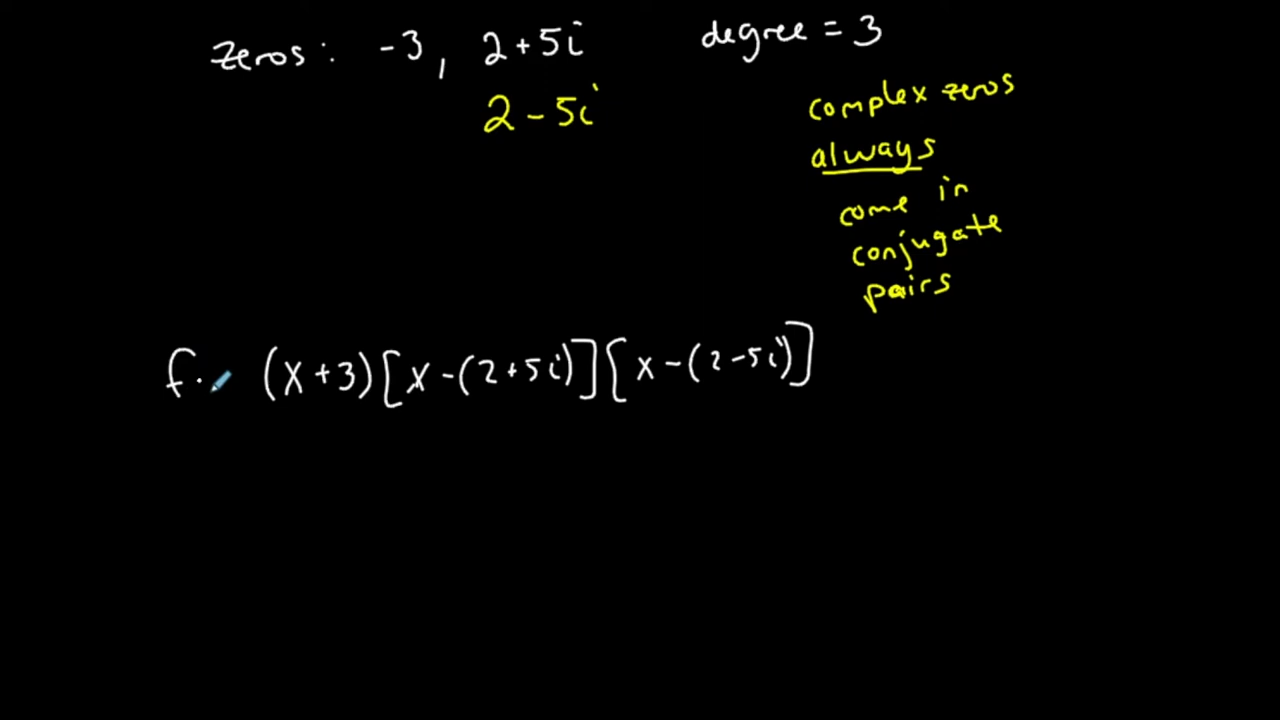 zeros: -3, 2+5i degree = 3
2-5i
complex zeros
always
come in
conjugate
pairs
f. (x+3)[x-(2+5i)][x-(2-5i)]